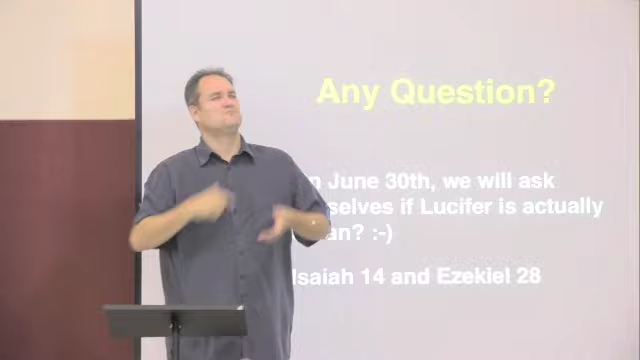 Any Question?
June 30th, we will ask
if Lucifer is actually
:-)
Isaiah 14 and Ezekiel 28